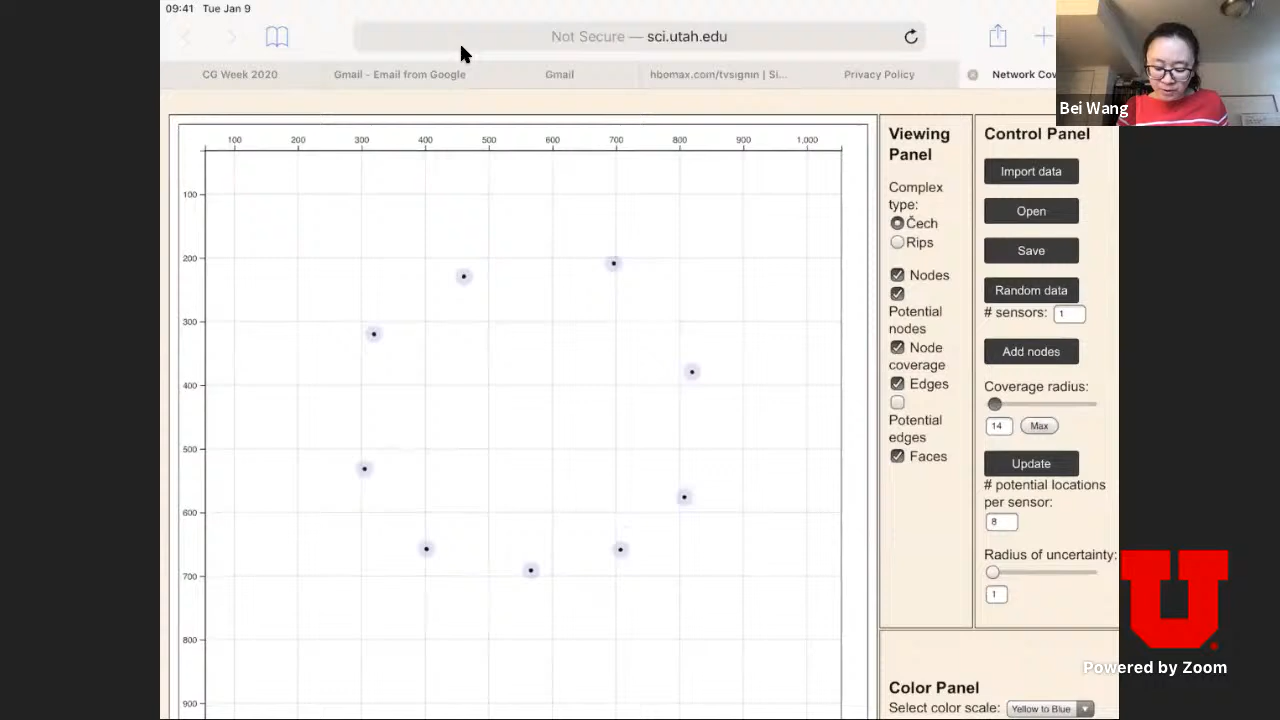 09:41 Tue Jan 9
Not Secure — sci.utah.edu
CG Week 2020
Gmail - Email from Google
Gmail
hbomax.com/tvsignin | Si...
Privacy Policy
Network Cov
Bei Wang
100 200 300 400 500 600 700 800 900 1,000
100
200
300
400
500
600
700
800
900
Viewing
Panel
Complex
type:
Čech
Rips
Nodes
Potential
nodes
Node
coverage
Edges
Potential
edges
Faces
Control Panel
Import data
Open
Save
Random data
# sensors: 1
Add nodes
Coverage radius:
14 Max
Update
# potential locations
per sensor:
8
Radius of uncertainty:
1
Color Panel
Select color scale: Yellow to Blue
U
Powered by Zoom